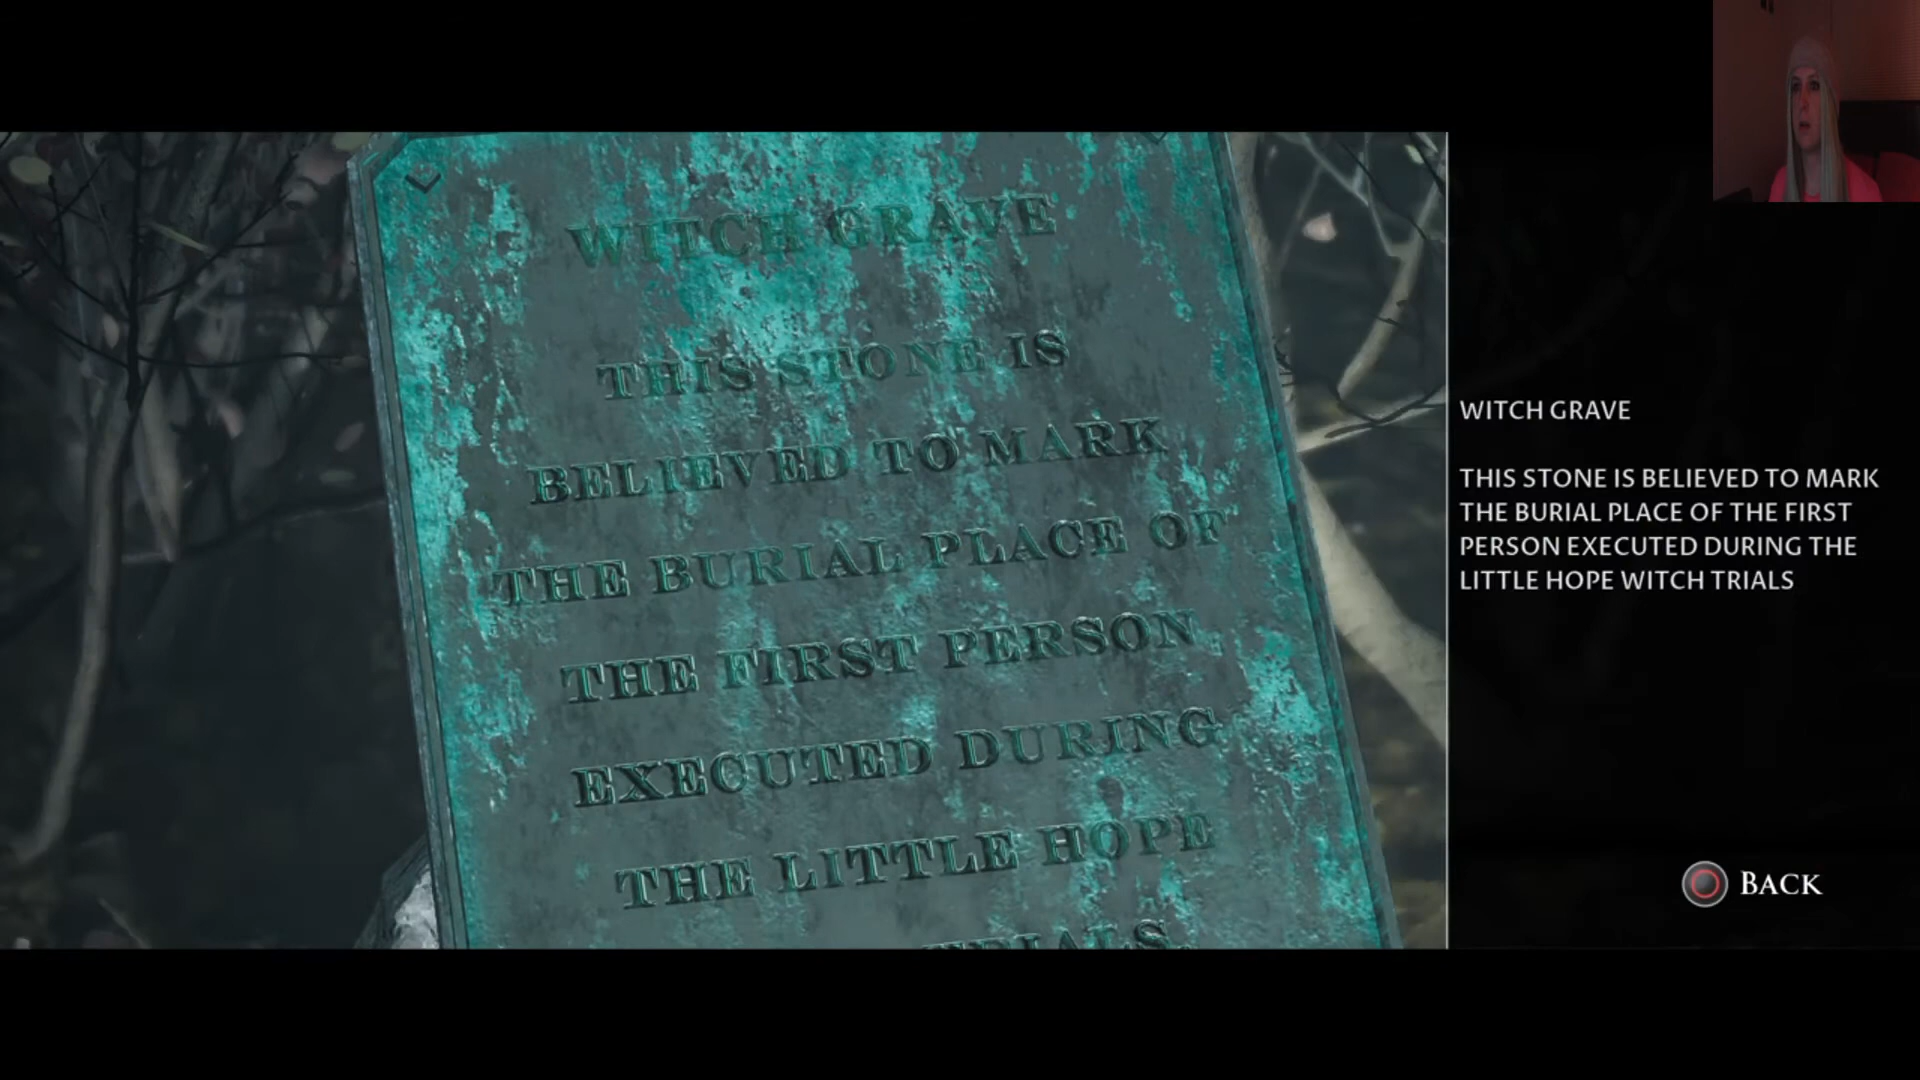 WITCH GRAVE
THIS STONE IS
BELIEVED TO MARK
THE BURIAL PLACE OF
THE FIRST PERSON
EXECUTED DURING
THE LITTLE HOPE
TRIALS.
WITCH GRAVE
THIS STONE IS BELIEVED TO MARK
THE BURIAL PLACE OF THE FIRST
PERSON EXECUTED DURING THE
LITTLE HOPE WITCH TRIALS
BACK